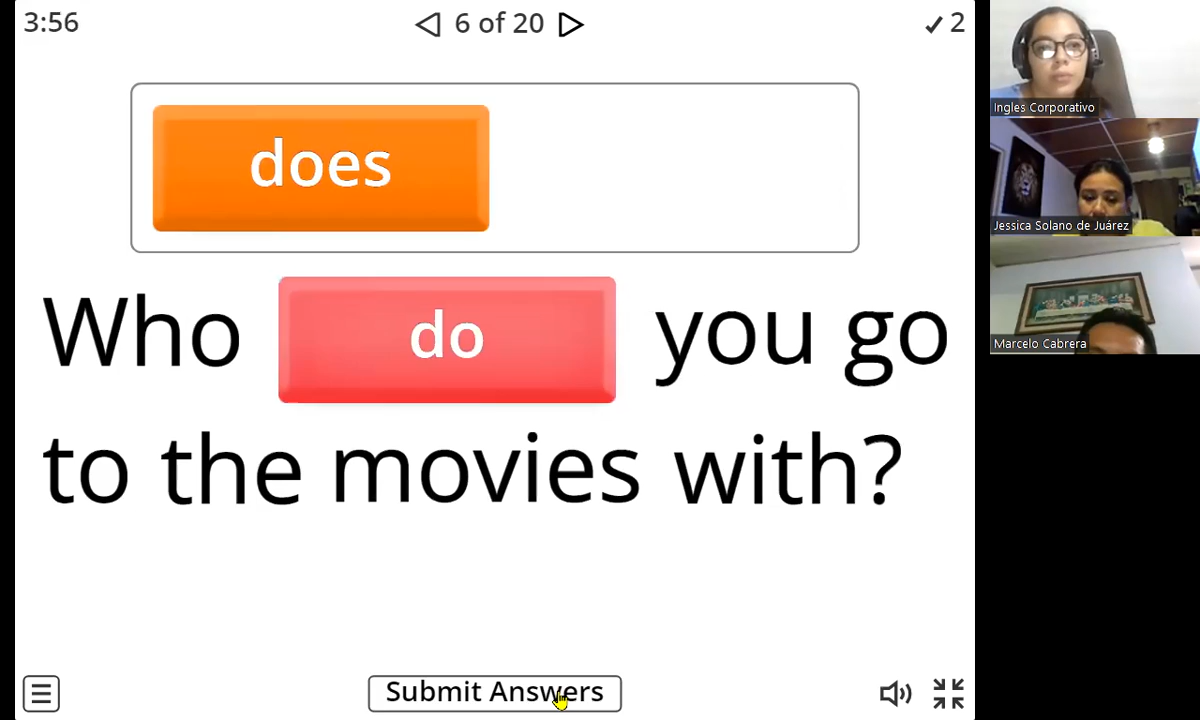 3:56
6 of 20
✓ 2
does
Who do you go
to the movies with?
Submit Answers
Ingles Corporativo
Jessica Solano de Juárez
Marcelo Cabrera